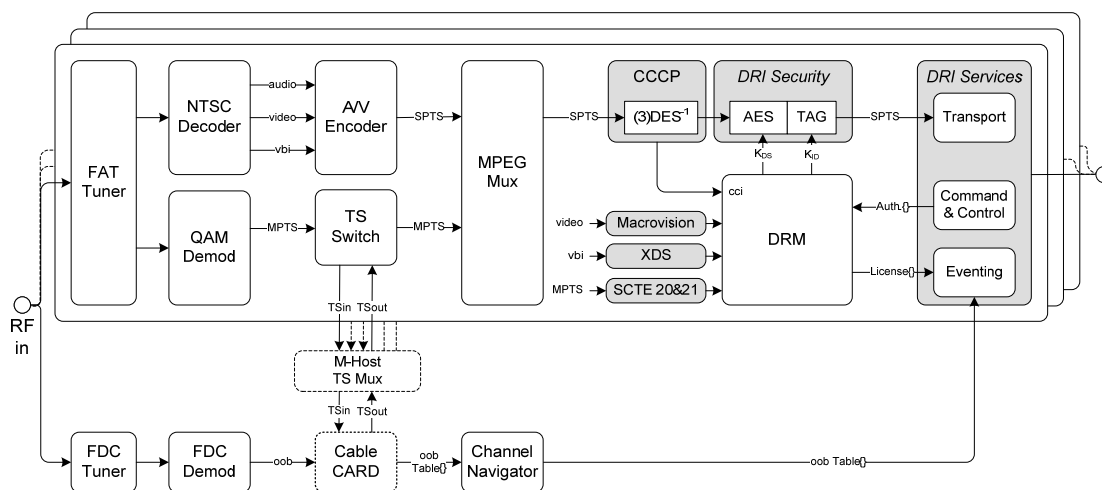 CCCP
DRI Security
DRI Services
NTSC
Decoder
audio
video
vbi
A/V
Encoder
SPTS
MPEG
Mux
SPTS
(3)DES⁻¹
AES
TAG
SPTS
Transport
FAT
Tuner
K_DS
K_ID
QAM
Demod
MPTS
TS
Switch
MPTS
cci
DRM
video
Macrovision
vbi
XDS
MPTS
SCTE 20&21
Auth.{}
Command
& Control
License{}
Eventing
RF
in
TSin
TSout
M-Host
TS Mux
TSin
TSout
FDC
Tuner
FDC
Demod
oob
Cable
CARD
oob
Table{}
Channel
Navigator
oob Table{}